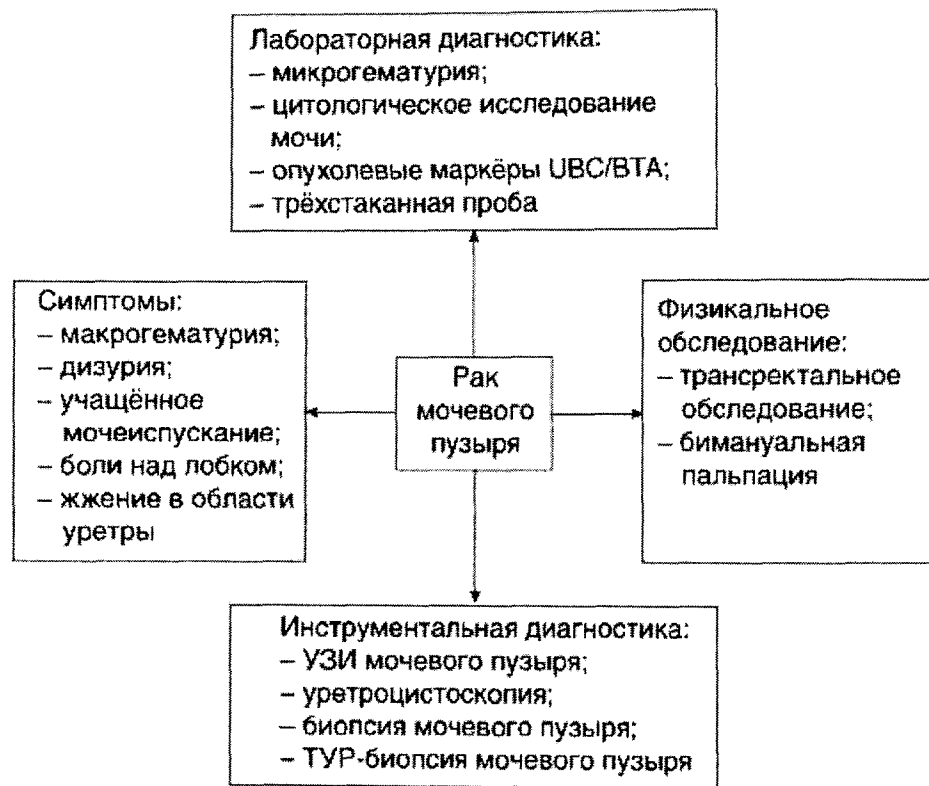 Лабораторная диагностика:
– микрогематурия;
– цитологическое исследование
мочи;
– опухолевые маркёры UBC/BTA;
– трёхстаканная проба
Симптомы:
– макрогематурия;
– дизурия;
– учащённое
мочеиспускание;
– боли над лобком;
– жжение в области
уретры
Рак
мочевого
пузыря
Физикальное
обследование:
– трансректальное
обследование;
– бимануальная
пальпация
Инструментальная диагностика:
– УЗИ мочевого пузыря;
– уретроцистоскопия;
– биопсия мочевого пузыря;
– ТУР-биопсия мочевого пузыря